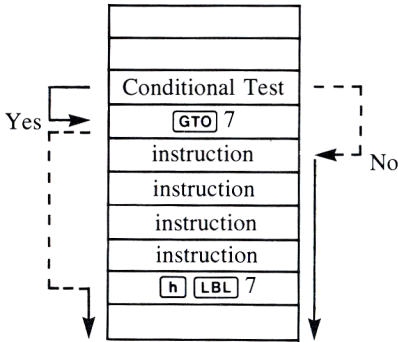 Conditional Test
Yes
GTO 7
instruction
No
instruction
instruction
instruction
h LBL 7